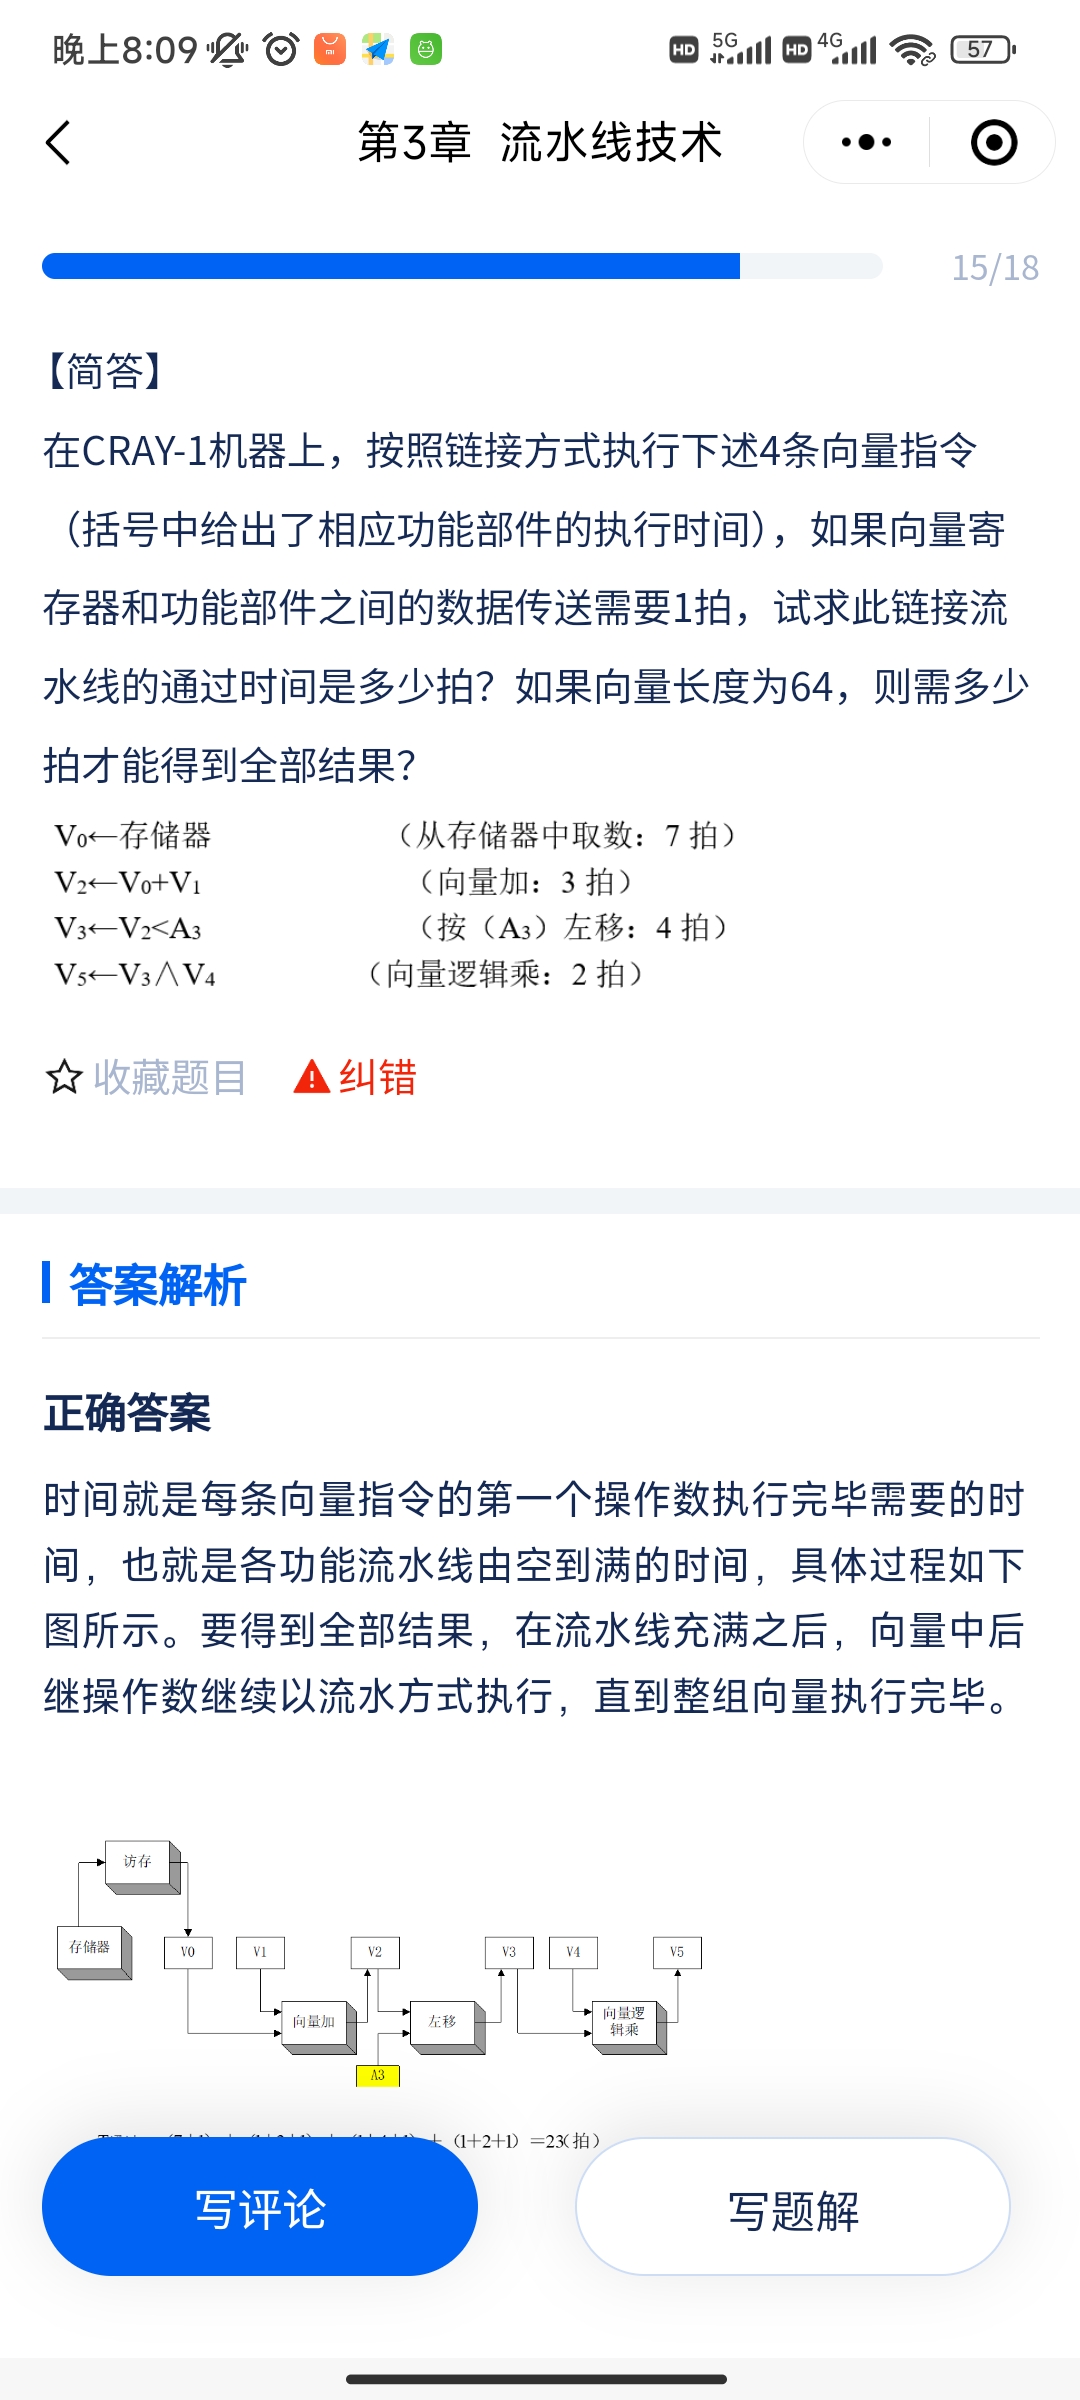 晚上8:09
HD 5G HD 4G 57
第3章 流水线技术
15/18
【简答】
在CRAY-1机器上，按照链接方式执行下述4条向量指令
（括号中给出了相应功能部件的执行时间），如果向量寄
存器和功能部件之间的数据传送需要1拍，试求此链接流
水线的通过时间是多少拍？如果向量长度为64，则需多少
拍才能得到全部结果？
V₀←存储器 （从存储器中取数：7 拍）
V₂←V₀+V₁ （向量加：3 拍）
V₃←V₂<A₃ （按（A₃）左移：4 拍）
V₅←V₃∧V₄ （向量逻辑乘：2 拍）
收藏题目 纠错
答案解析
正确答案
时间就是每条向量指令的第一个操作数执行完毕需要的时
间，也就是各功能流水线由空到满的时间，具体过程如下
图所示。要得到全部结果，在流水线充满之后，向量中后
继操作数继续以流水方式执行，直到整组向量执行完毕。
访存
存储器
V0 V1 V2 V3 V4 V5
向量加
左移
向量逻
辑乘
A3
+（1+2+1）=23(拍）
写评论 写题解